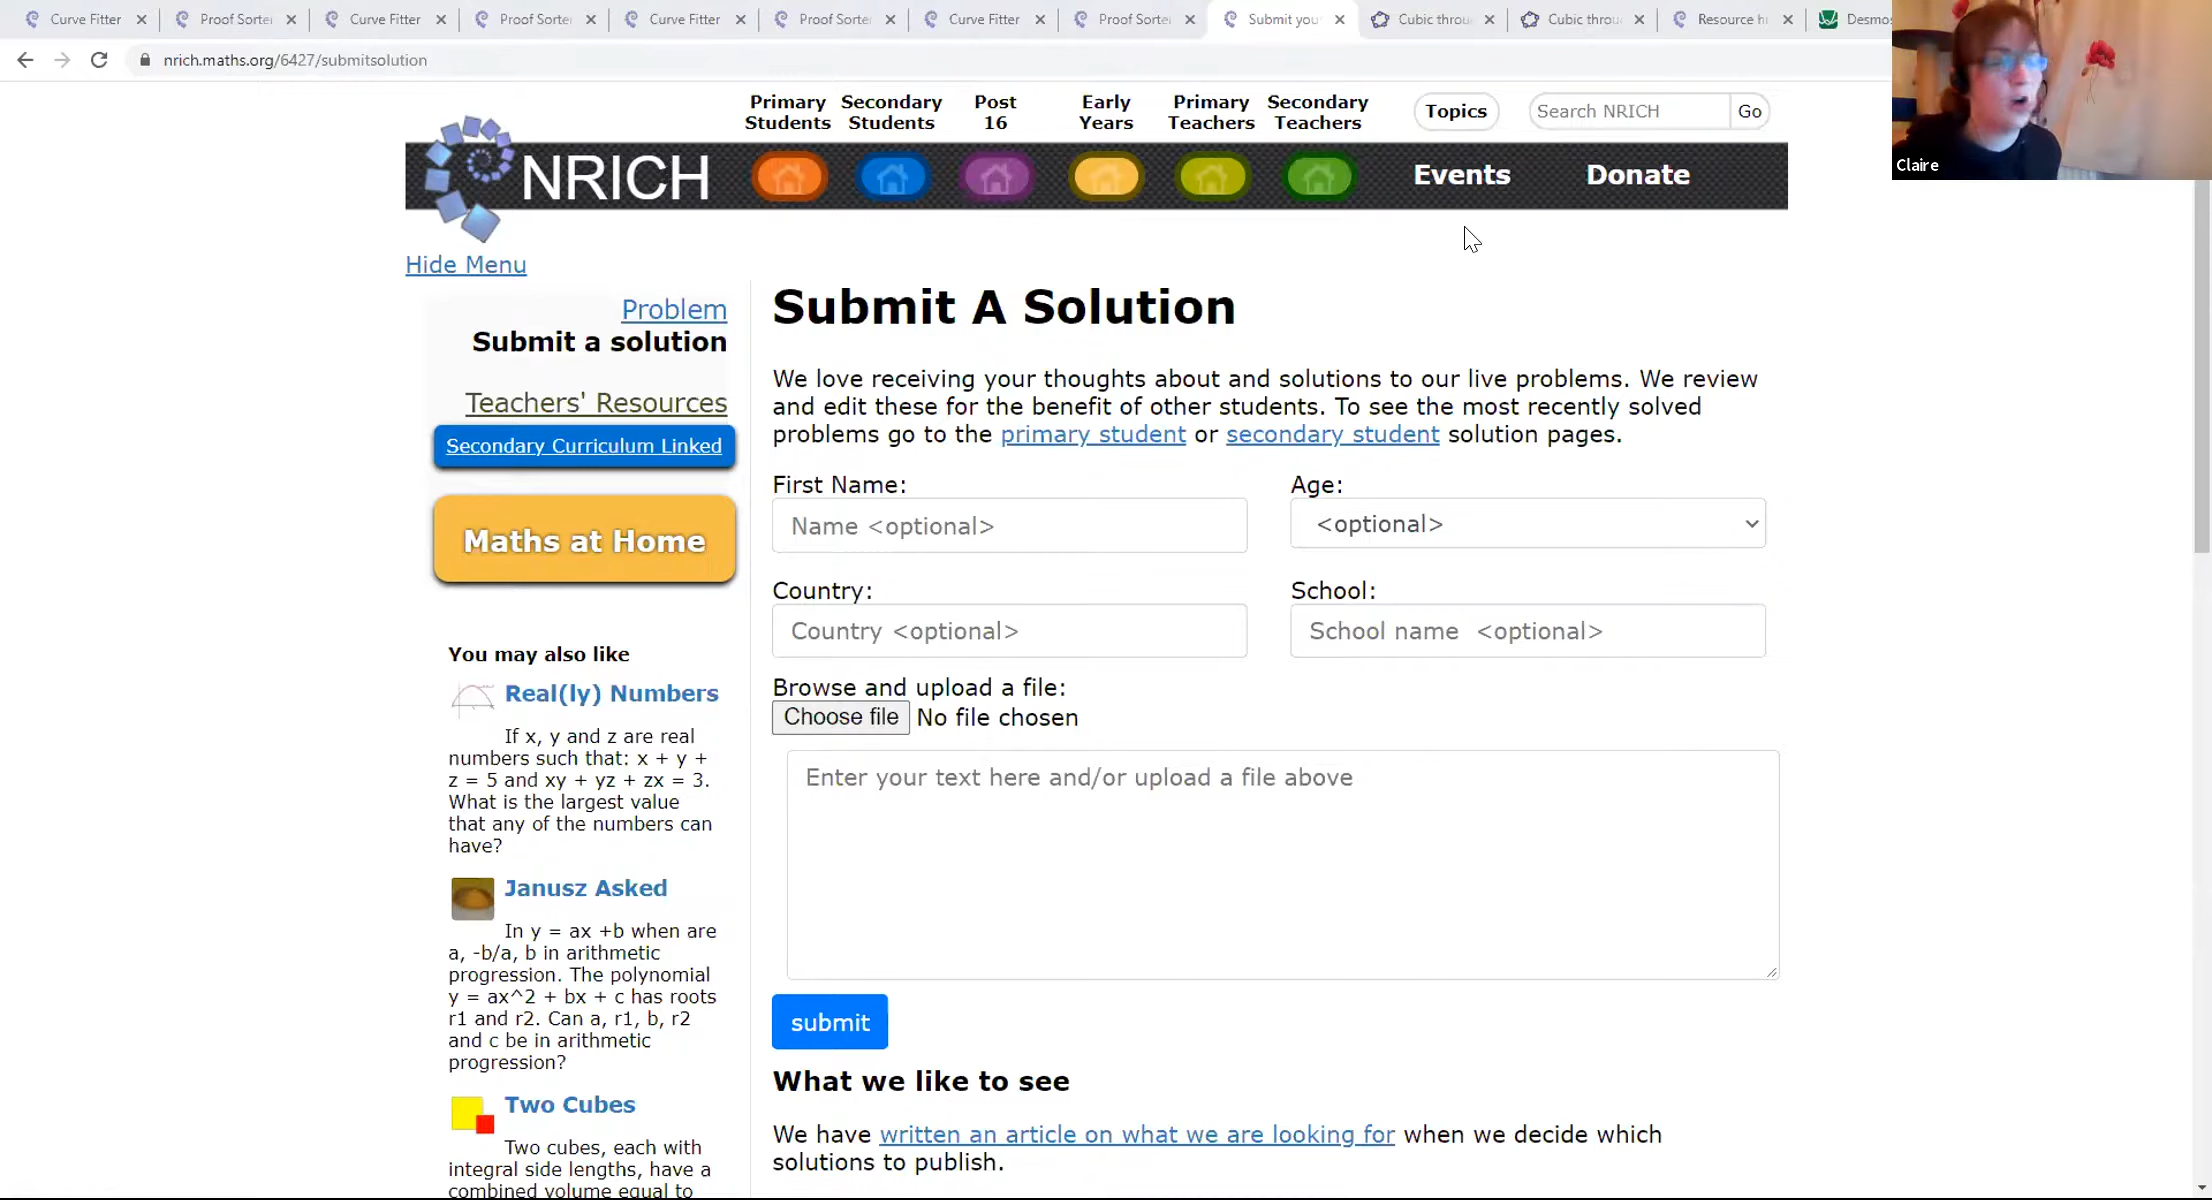 Curve Fitter
Proof Sorte
Curve Fitter
Proof Sorte
Curve Fitter
Proof Sorte
Curve Fitter
Proof Sorte
Submit you
Cubic throu
Cubic throu
Resource h
Desmos
nrich.maths.org/6427/submitsolution
Claire
Primary Students
Secondary Students
Post 16
Early Years
Primary Teachers
Secondary Teachers
Topics
Search NRICH
Go
NRICH
Events
Donate
Hide Menu
Problem
Submit a solution
Teachers' Resources
Secondary Curriculum Linked
Maths at Home
You may also like
Real(ly) Numbers
If x, y and z are real
numbers such that: x + y +
z = 5 and xy + yz + zx = 3.
What is the largest value
that any of the numbers can
have?
Janusz Asked
In y = ax +b when are
a, -b/a, b in arithmetic
progression. The polynomial
y = ax^2 + bx + c has roots
r1 and r2. Can a, r1, b, r2
and c be in arithmetic
progression?
Two Cubes
Two cubes, each with
integral side lengths, have a
combined volume equal to
Submit A Solution
We love receiving your thoughts about and solutions to our live problems. We review
and edit these for the benefit of other students. To see the most recently solved
problems go to the primary student or secondary student solution pages.
First Name:
Name <optional>
Age:
<optional>
Country:
Country <optional>
School:
School name <optional>
Browse and upload a file:
Choose file No file chosen
Enter your text here and/or upload a file above
submit
What we like to see
We have written an article on what we are looking for when we decide which
solutions to publish.